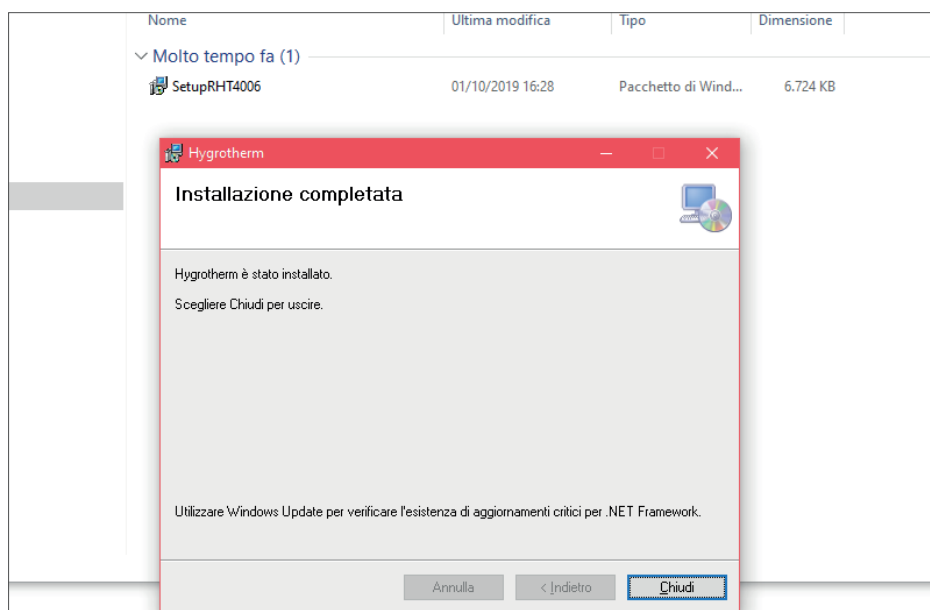 Nome Ultima modifica Tipo Dimensione
Molto tempo fa (1)
SetupRHT4006 01/10/2019 16:28 Pacchetto di Wind... 6.724 KB
Hygrotherm
Installazione completata
Hygrotherm è stato installato.
Scegliere Chiudi per uscire.
Utilizzare Windows Update per verificare l'esistenza di aggiornamenti critici per .NET Framework.
Annulla < Indietro Chiudi